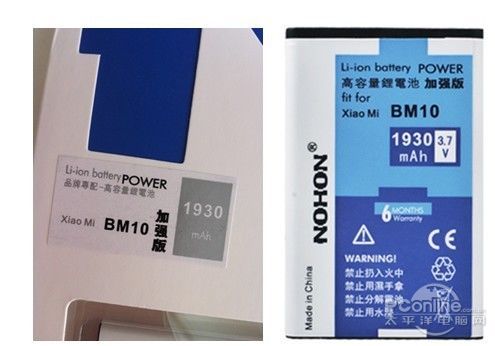 Li-ion battery POWER
品牌專配-高容量鋰電池
Xiao Mi BM10 加强版
1930
mAh
Li-ion battery POWER
高容量鋰電池 加强版
fit for
Xiao Mi BM10
1930 3.7
mAh V
NOHON
Made in China
6 MONTHS
Warranty
WARNING!
禁止扔入火中
禁止用濕手拿
禁止分解蓄池
禁止用水
太平洋电脑网